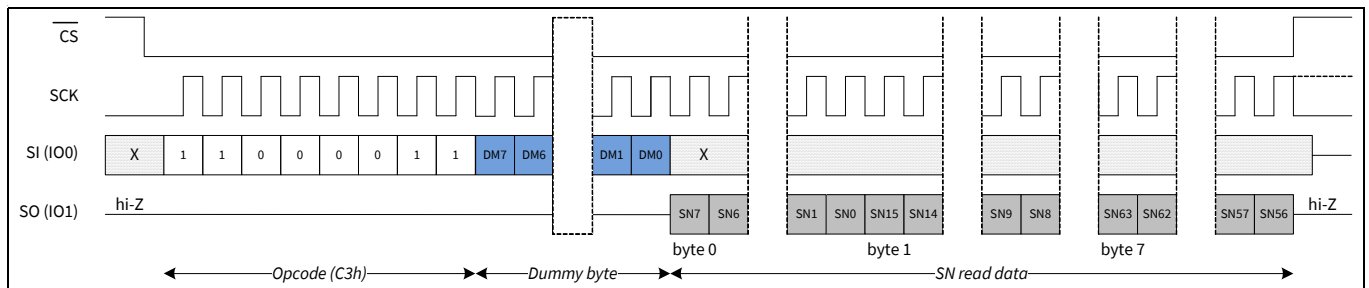 CS
SCK
SI (IO0) X 1 1 0 0 0 0 1 1 DM7 DM6 DM1 DM0 X
SO (IO1) hi-Z SN7 SN6 SN1 SN0 SN15 SN14 SN9 SN8 SN63 SN62 SN57 SN56 hi-Z
byte 0 byte 1 byte 7
Opcode (C3h) Dummy byte SN read data